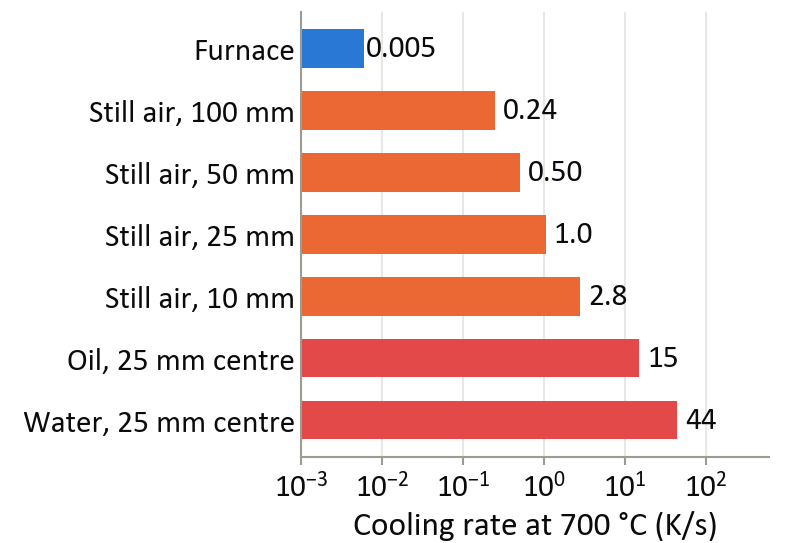 Furnace 0.005
Still air, 100 mm 0.24
Still air, 50 mm 0.50
Still air, 25 mm 1.0
Still air, 10 mm 2.8
Oil, 25 mm centre 15
Water, 25 mm centre 44
10⁻³ 10⁻² 10⁻¹ 10⁰ 10¹ 10²
Cooling rate at 700 °C (K/s)